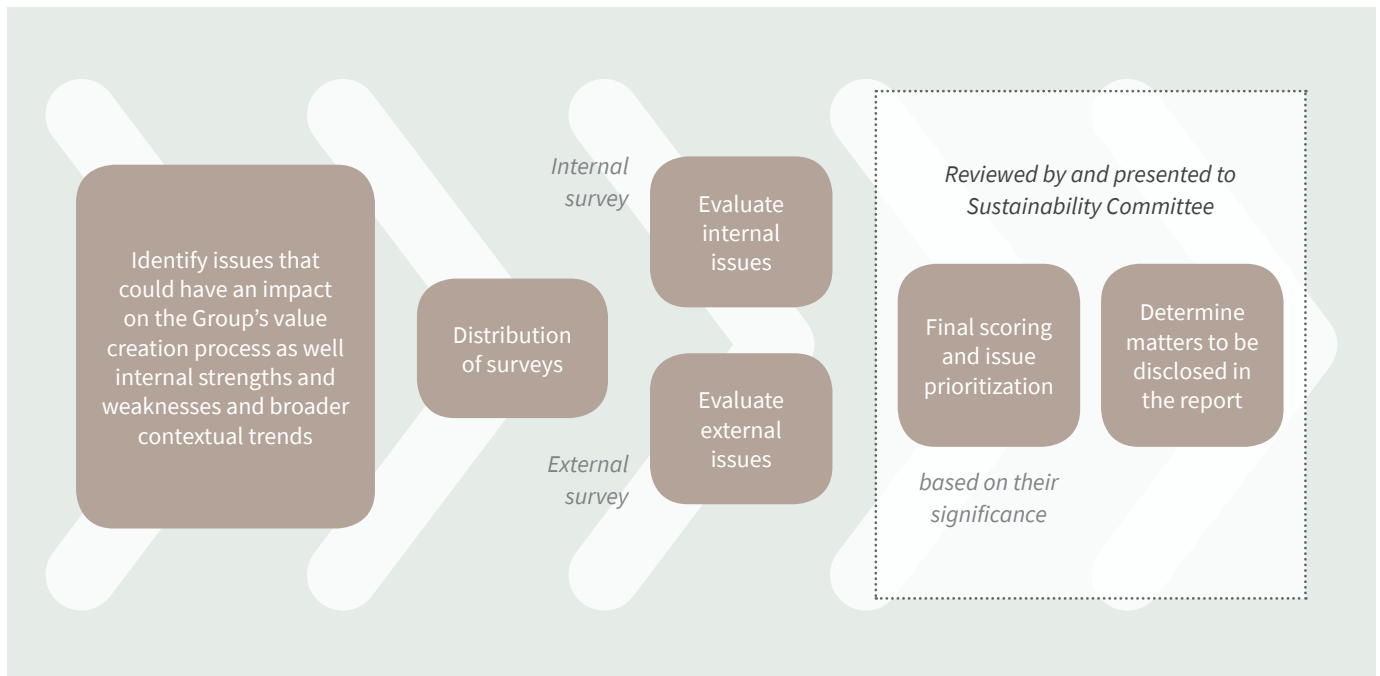 Identify issues that
could have an impact
on the Group’s value
creation process as well
internal strengths and
weaknesses and broader
contextual trends
Distribution
of surveys
Internal
survey
Evaluate
internal
issues
External
survey
Evaluate
external
issues
Reviewed by and presented to
Sustainability Committee
Final scoring
and issue
prioritization
based on their
significance
Determine
matters to be
disclosed in
the report